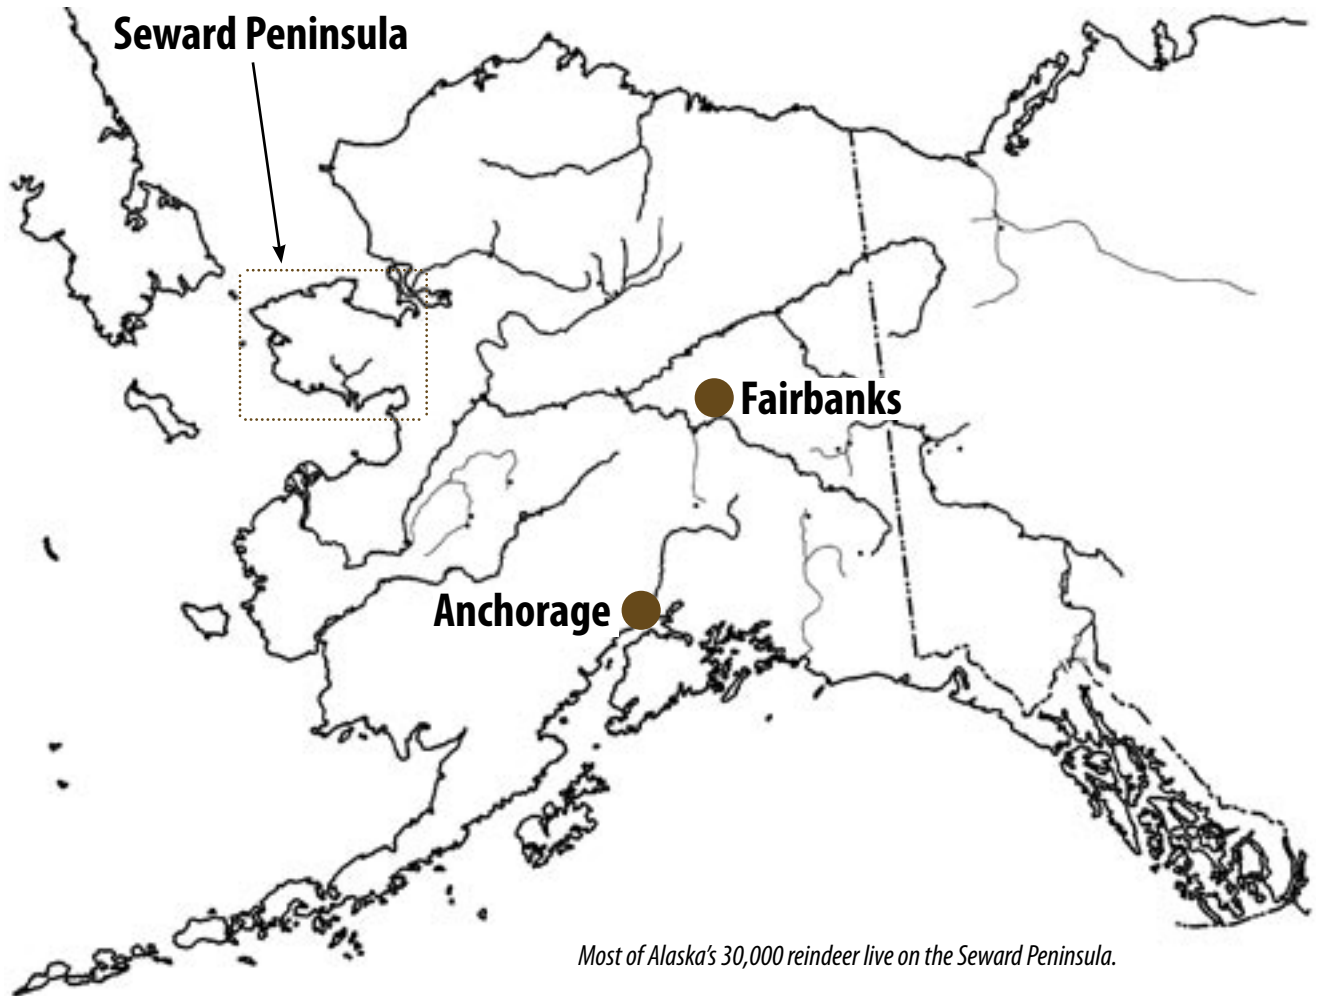 Seward Peninsula
Fairbanks
Anchorage
Most of Alaska's 30,000 reindeer live on the Seward Peninsula.